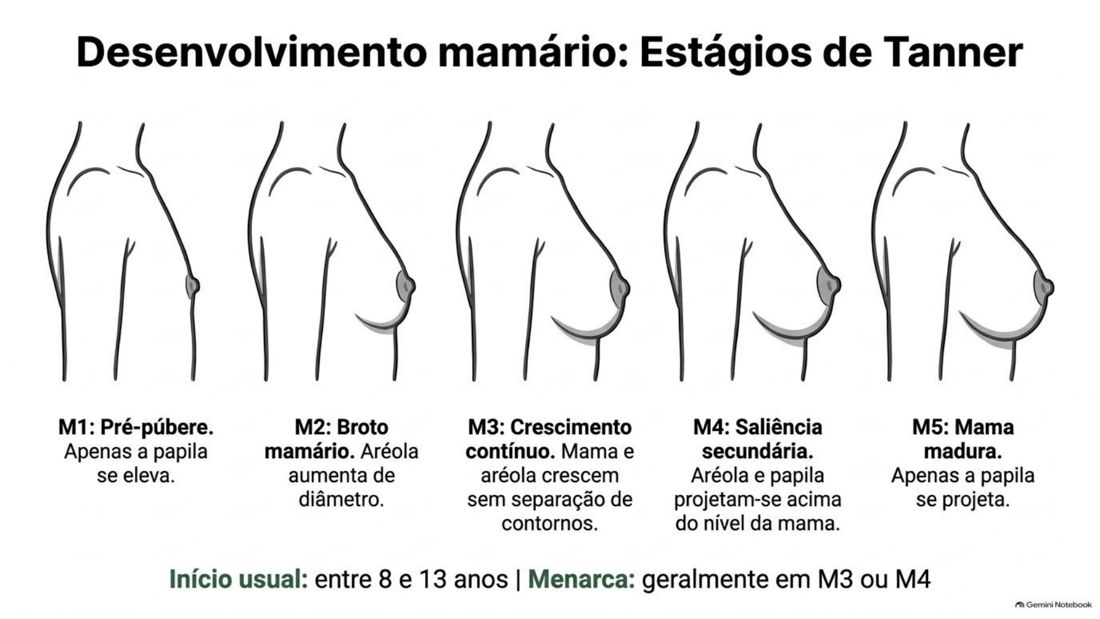 Desenvolvimento mamário: Estágios de Tanner
M1: Pré-púbere.
Apenas a papila
se eleva.
M2: Broto
mamário. Aréola
aumenta de
diâmetro.
M3: Crescimento
contínuo. Mama e
aréola crescem
sem separação de
contornos.
M4: Saliência
secundária.
Aréola e papila
projetam-se acima
do nível da mama.
M5: Mama
madura.
Apenas a papila
se projeta.
Início usual: entre 8 e 13 anos | Menarca: geralmente em M3 ou M4
Gemini Notebook